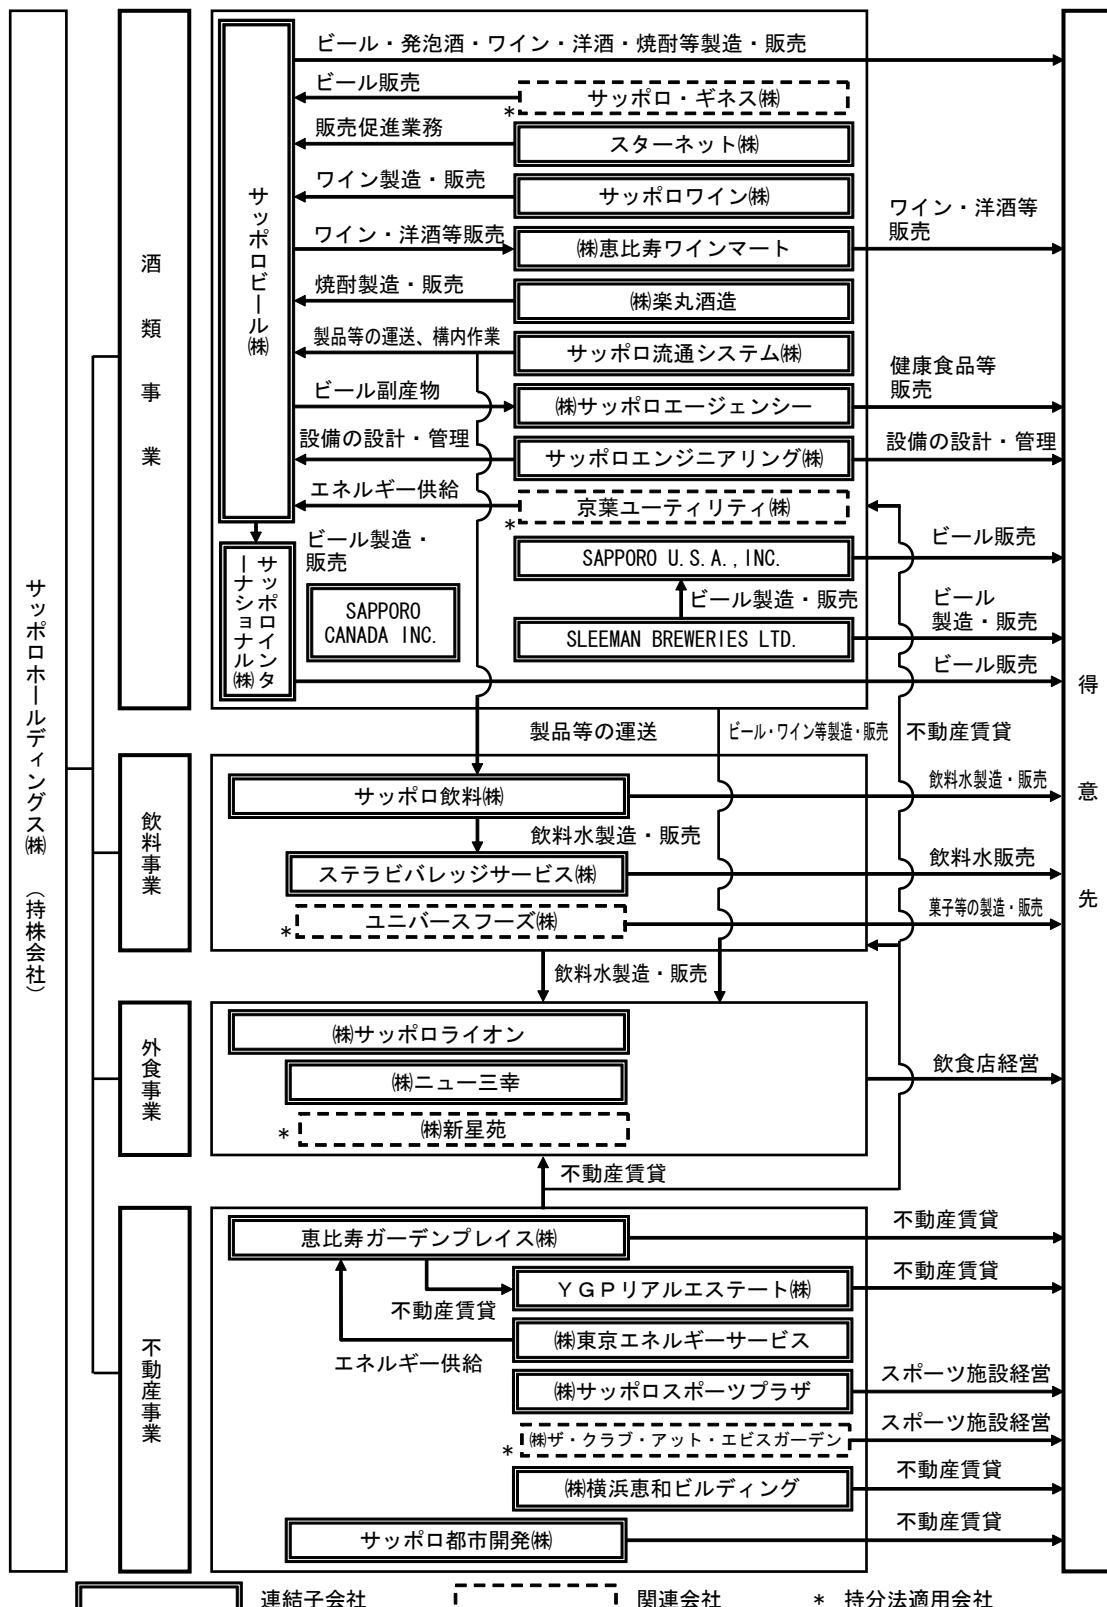 サッポロホールディングス㈱（持株会社）
酒類事業
サッポロビール㈱
ビール・発泡酒・ワイン・洋酒・焼酎等製造・販売
ビール販売
サッポロ・ギネス㈱
*
販売促進業務
スターネット㈱
ワイン製造・販売
サッポロワイン㈱
ワイン・洋酒等販売
㈱恵比寿ワインマート
ワイン・洋酒等
販売
焼酎製造・販売
㈱楽丸酒造
製品等の運送、構内作業
サッポロ流通システム㈱
ビール副産物
㈱サッポロエージェンシー
健康食品等
販売
設備の設計・管理
サッポロエンジニアリング㈱
設備の設計・管理
エネルギー供給
京葉ユーティリティ㈱
*
ビール製造・
販売
サッポロインタ
ーナショナル㈱
SAPPORO U.S.A.,INC.
ビール販売
SAPPORO
CANADA INC.
ビール製造・販売
SLEEMAN BREWERIES LTD.
ビール
製造・販売
ビール販売
得意先
製品等の運送
ビール・ワイン等製造・販売
不動産賃貸
飲料事業
サッポロ飲料㈱
飲料水製造・販売
飲料水製造・販売
ステラビバレッジサービス㈱
飲料水販売
ユニバースフーズ㈱
*
菓子等の製造・販売
飲料水製造・販売
外食事業
㈱サッポロライオン
㈱ニュー三幸
飲食店経営
㈱新星苑
*
不動産賃貸
不動産事業
恵比寿ガーデンプレイス㈱
不動産賃貸
ＹＧＰリアルエステート㈱
不動産賃貸
不動産賃貸
㈱東京エネルギーサービス
エネルギー供給
㈱サッポロスポーツプラザ
スポーツ施設経営
㈱ザ・クラブ・アット・エビスガーデン
*
スポーツ施設経営
㈱横浜恵和ビルディング
不動産賃貸
サッポロ都市開発㈱
不動産賃貸
連結子会社
関連会社
* 持分法適用会社